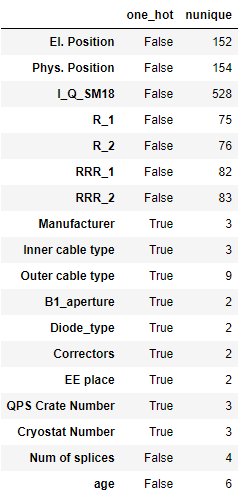 one_hot nunique
El. Position False 152
Phys. Position False 154
I_Q_SM18 False 528
R_1 False 75
R_2 False 76
RRR_1 False 82
RRR_2 False 83
Manufacturer True 3
Inner cable type True 3
Outer cable type True 9
B1_aperture True 2
Diode_type True 2
Correctors True 2
EE place True 2
QPS Crate Number True 3
Cryostat Number True 3
Num of splices False 4
age False 6